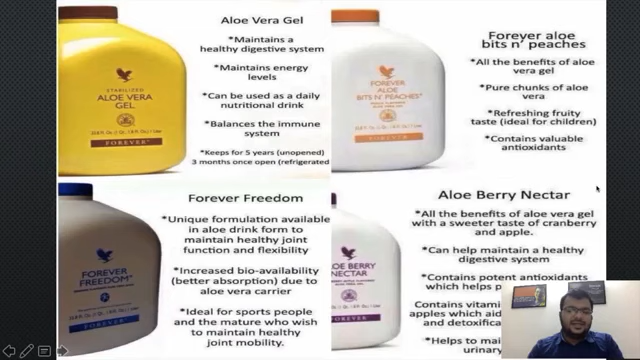 Aloe Vera Gel
*Maintains a
healthy digestive system
*Maintains energy
levels
*Can be used as a daily
nutritional drink
*Balances the immune
system
*Keeps for 5 years (unopened)
3 months once open (refrigerated
STABILIZED
ALOE VERA
GEL
FOREVER
Forever aloe
bits n' peaches
*All the benefits of aloe
vera gel
*Pure chunks of aloe
vera
*Refreshing fruity
taste (ideal for children)
*Contains valuable
antioxidants
FOREVER
ALOE
BITS N' PEACHES
FOREVER
Forever Freedom
*Unique formulation available
in aloe drink form to
maintain healthy joint
function and flexibility
*Increased bio-availability
(better absorption) due to
aloe vera carrier
*Ideal for sports people
and the mature who wish
to maintain healthy
joint mobility.
FOREVER
FREEDOM
FOREVER
Aloe Berry Nectar
*All the benefits of aloe vera gel
with a sweeter taste of cranberry
and apple.
*Can help maintain a healthy
digestive system
*Contains potent antioxidants
which helps p
Contains vitami
apples which aid
and detoxifica
*Helps to mai
urinary
OE BERRY
NECTAR